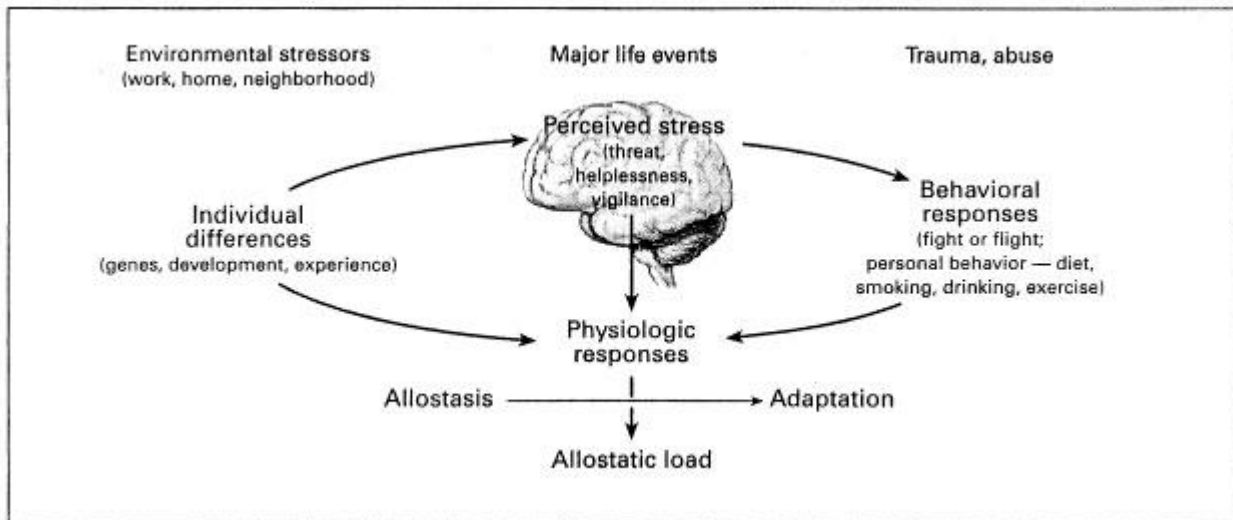 Environmental stressors
(work, home, neighborhood)
Major life events
Trauma, abuse
Perceived stress
(threat,
helplessness,
vigilance)
Individual
differences
(genes, development, experience)
Behavioral
responses
(fight or flight;
personal behavior — diet,
smoking, drinking, exercise)
Physiologic
responses
Allostasis
Adaptation
Allostatic load